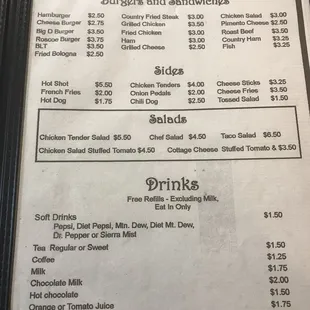 Burgers and Sandwiches
Hamburger $2.50 Country Fried Steak $3.00 Chicken Salad $3.00
Cheese Burger $2.75 Grilled Chicken $3.50 Pimento Cheese $2.50
Big D Burger $3.50 Fried Chicken $3.00 Roast Beef $3.50
Roscoe Burger $3.75 Ham $3.00 Country Ham $3.25
BLT $3.50 Grilled Cheese $2.50 Fish $3.25
Fried Bologna $2.50
Sides
Hot Shot $5.50 Chicken Tenders $4.00 Cheese Sticks $3.25
French Fries $2.00 Onion Pedals $2.00 Cheese Fries $3.50
Hot Dog $1.75 Chili Dog $2.50 Tossed Salad $1.50
Salads
Chicken Tender Salad $5.50 Chef Salad $4.50 Taco Salad $6.50
Chicken Salad Stuffed Tomato $4.50 Cottage Cheese Stuffed Tomato & $3.50
Drinks
Free Refills - Excluding Milk,
Eat In Only
Soft Drinks $1.50
Pepsi, Diet Pepsi, Mtn. Dew, Diet Mt. Dew,
Dr. Pepper or Sierra Mist
Tea Regular or Sweet $1.50
Coffee $1.25
Milk $1.75
Chocolate Milk $2.00
Hot chocolate $1.50
Orange or Tomato Juice $1.75